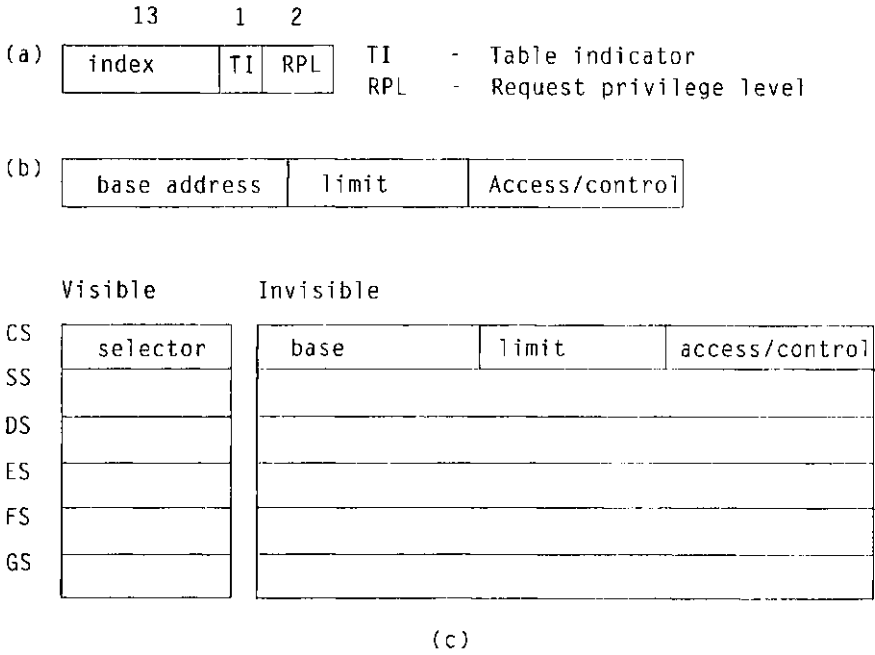 13 1 2
(a) index TI RPL TI - Table indicator
RPL - Request privilege level
(b) base address limit Access/control
Visible Invisible
CS selector base limit access/control
SS
DS
ES
FS
GS
(c)